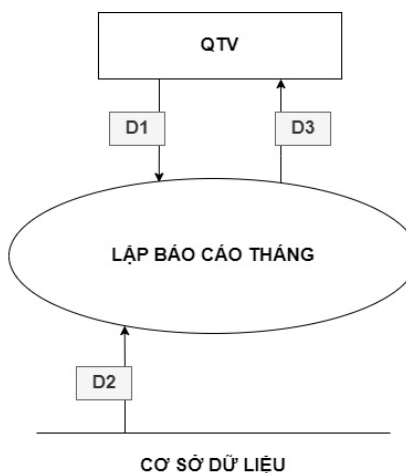 QTV
D1
D3
LẬP BÁO CÁO THÁNG
D2
CƠ SỞ DỮ LIỆU